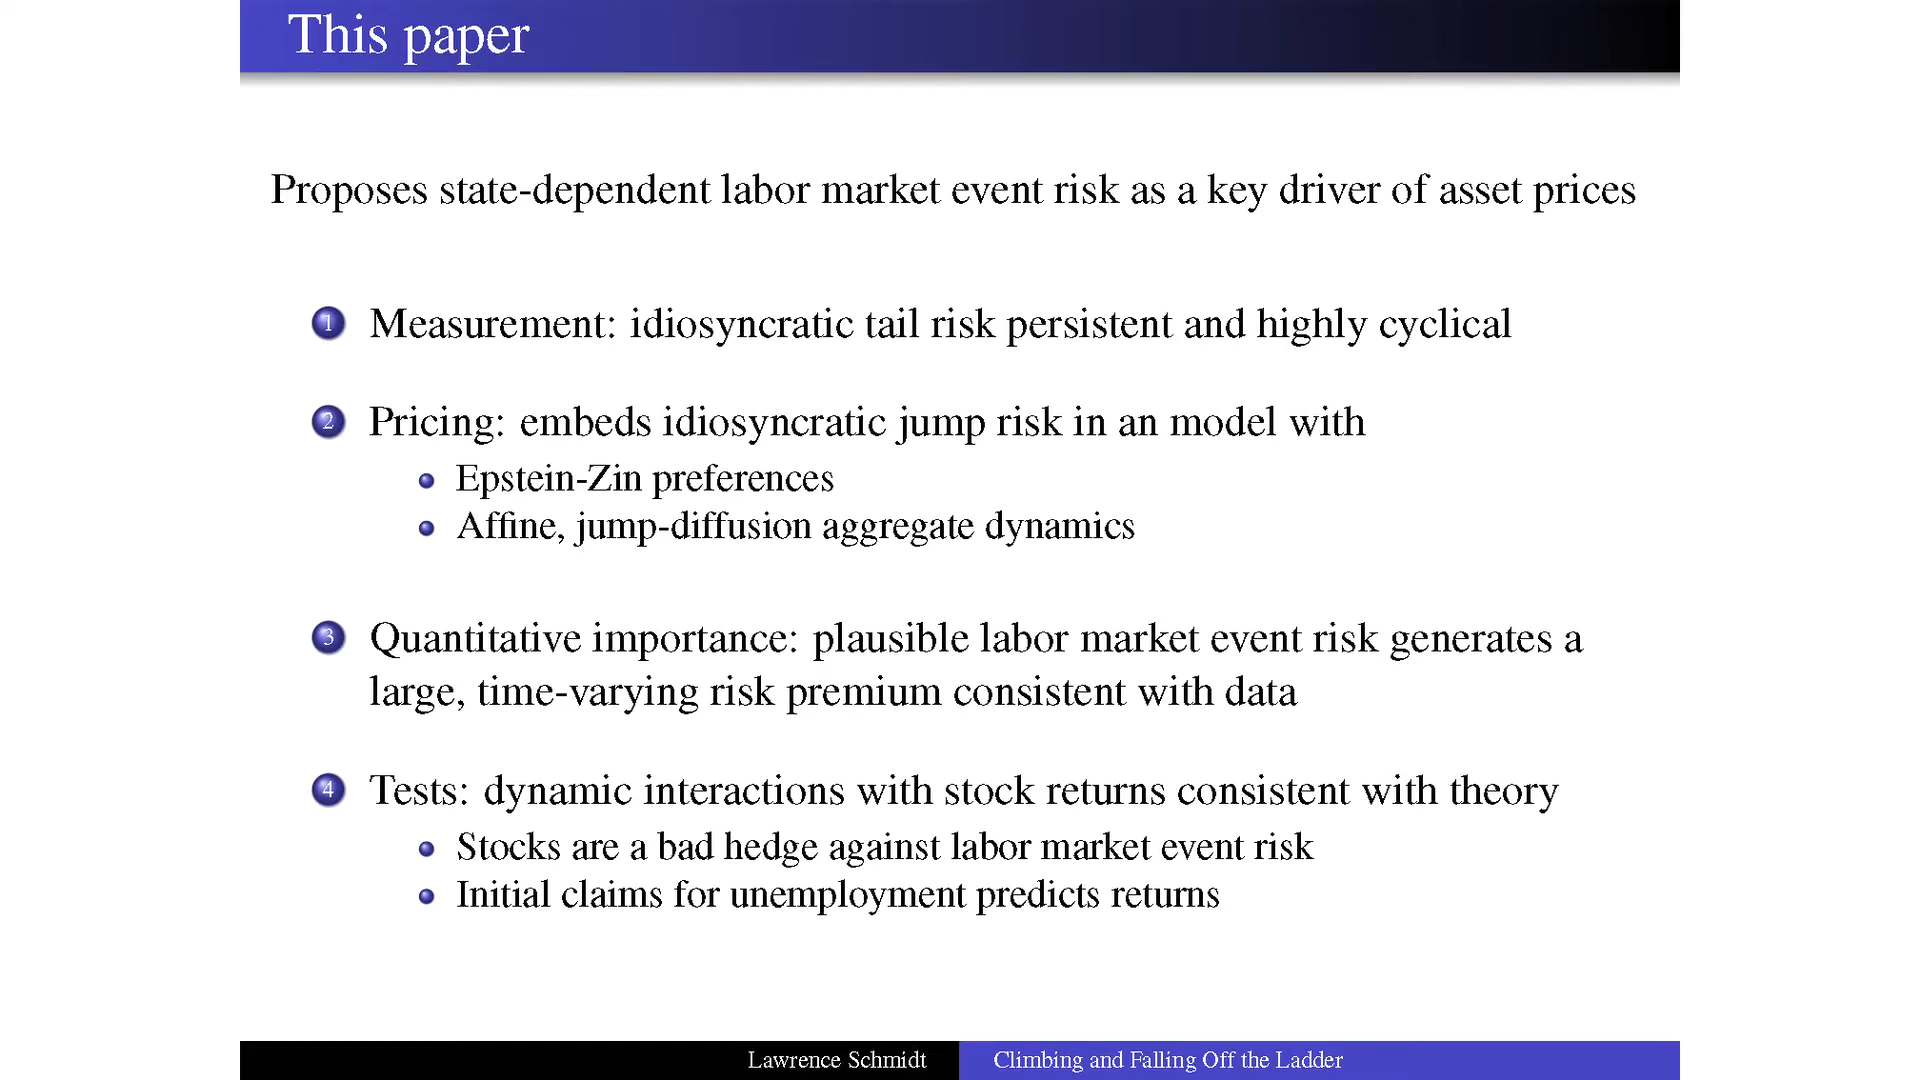 This paper
Proposes state-dependent labor market event risk as a key driver of asset prices
1 Measurement: idiosyncratic tail risk persistent and highly cyclical
2 Pricing: embeds idiosyncratic jump risk in an model with
Epstein-Zin preferences
Affine, jump-diffusion aggregate dynamics
3 Quantitative importance: plausible labor market event risk generates a
large, time-varying risk premium consistent with data
4 Tests: dynamic interactions with stock returns consistent with theory
Stocks are a bad hedge against labor market event risk
Initial claims for unemployment predicts returns
Lawrence Schmidt
Climbing and Falling Off the Ladder